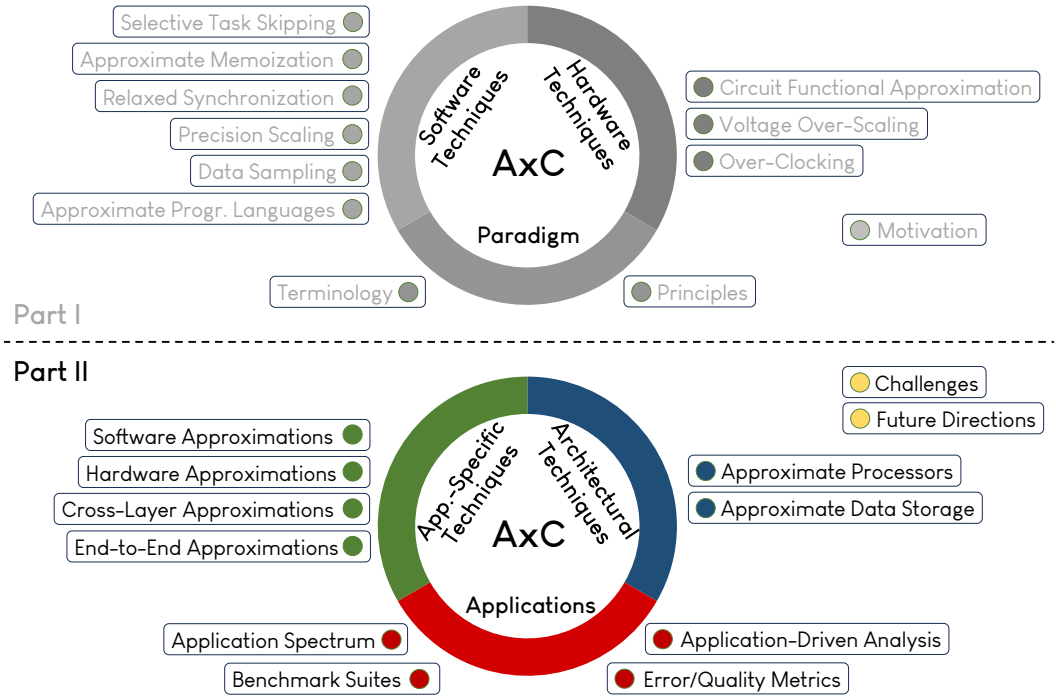 Selective Task Skipping
Approximate Memoization
Relaxed Synchronization
Precision Scaling
Data Sampling
Approximate Progr. Languages
Terminology
Software
Techniques
Hardware
Techniques
AxC
Paradigm
Circuit Functional Approximation
Voltage Over-Scaling
Over-Clocking
Motivation
Principles
Part I
Part II
Software Approximations
Hardware Approximations
Cross-Layer Approximations
End-to-End Approximations
Application Spectrum
Benchmark Suites
App.-Specific
Techniques
Architectural
Techniques
AxC
Applications
Challenges
Future Directions
Approximate Processors
Approximate Data Storage
Application-Driven Analysis
Error/Quality Metrics